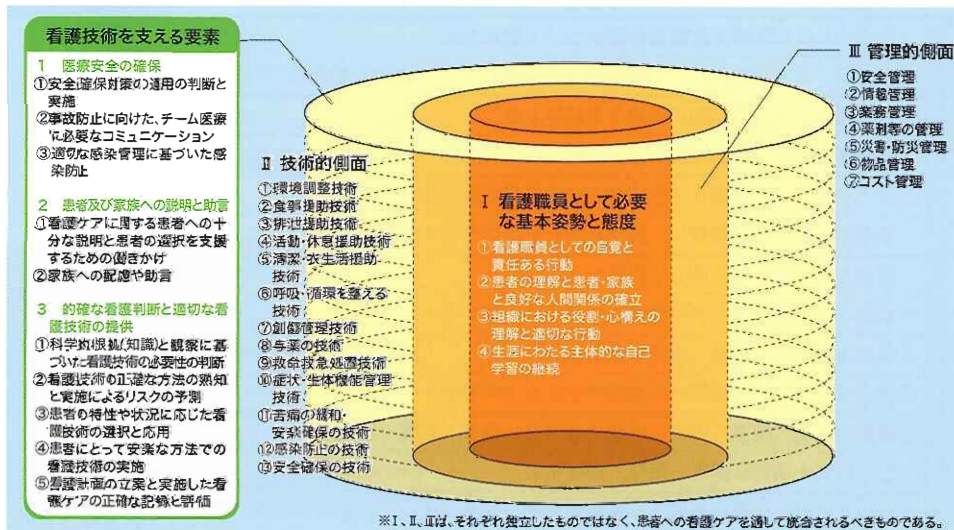 看護技術を支える要素
1 医療安全の確保
①安全確保対策の適用の判断と
実施
②事故防止に向けた、チーム医療
に必要なコミュニケーション
③適切な感染管理に基づいた感
染防止
2 患者及び家族への説明と助言
①看護ケアに関する患者への十
分な説明と患者の選択を支援
するための働きかけ
②家族への配慮や助言
3 的確な看護判断と適切な看
護技術の提供
①科学的根拠(知識)と観察に基
づいた看護技術の必要性の判断
②看護技術の正確な方法の熟知
と実施によるリスクの予測
③患者の特性や状況に応じた看
護技術の選択と応用
④患者にとって安楽な方法での
看護技術の実施
⑤看護計画の立案と実施した看
護ケアの正確な記録と評価
Ⅱ 技術的側面
①環境調整技術
②食事援助技術
③排泄援助技術
④活動・休息援助技術
⑤清潔・衣生活援助
技術
⑥呼吸・循環を整える
技術
⑦創傷管理技術
⑧与薬の技術
⑨救命救急処置技術
⑩症状・生体機能管理
技術
⑪苦痛の緩和・
安楽確保の技術
⑫感染防止の技術
⑬安全確保の技術
Ⅰ 看護職員として必要
な基本姿勢と態度
①看護職員としての自覚と
責任ある行動
②患者の理解と患者・家族
と良好な人間関係の確立
③組織における役割・心構えの
理解と適切な行動
④生涯にわたる主体的な自己
学習の継続
Ⅲ 管理的側面
①安全管理
②情報管理
③業務管理
④薬剤等の管理
⑤災害・防災管理
⑥物品管理
⑦コスト管理
※Ⅰ、Ⅱ、Ⅲは、それぞれ独立したものではなく、患者への看護ケアを通して統合されるべきものである。